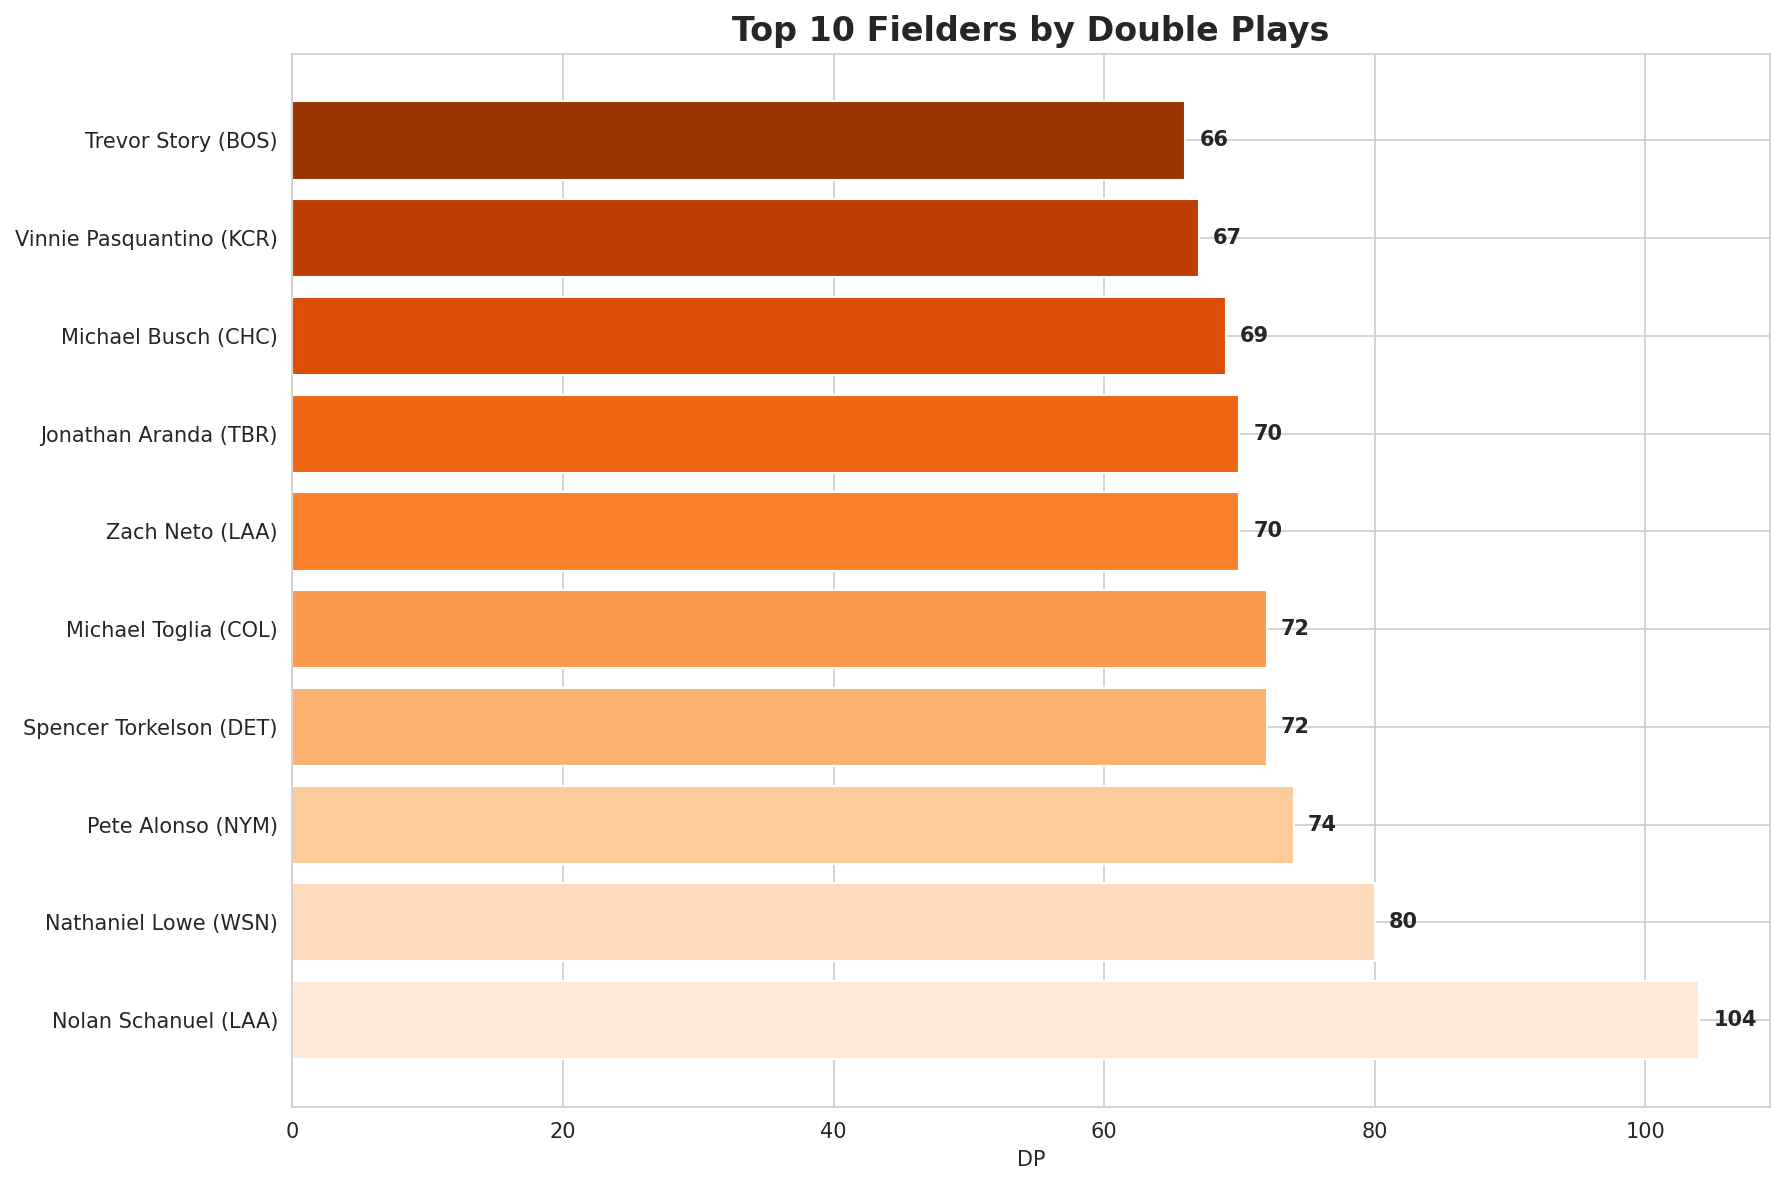 Top 10 Fielders by Double Plays
Trevor Story (BOS) 66
Vinnie Pasquantino (KCR) 67
Michael Busch (CHC) 69
Jonathan Aranda (TBR) 70
Zach Neto (LAA) 70
Michael Toglia (COL) 72
Spencer Torkelson (DET) 72
Pete Alonso (NYM) 74
Nathaniel Lowe (WSN) 80
Nolan Schanuel (LAA) 104
0 20 40 60 80 100
DP